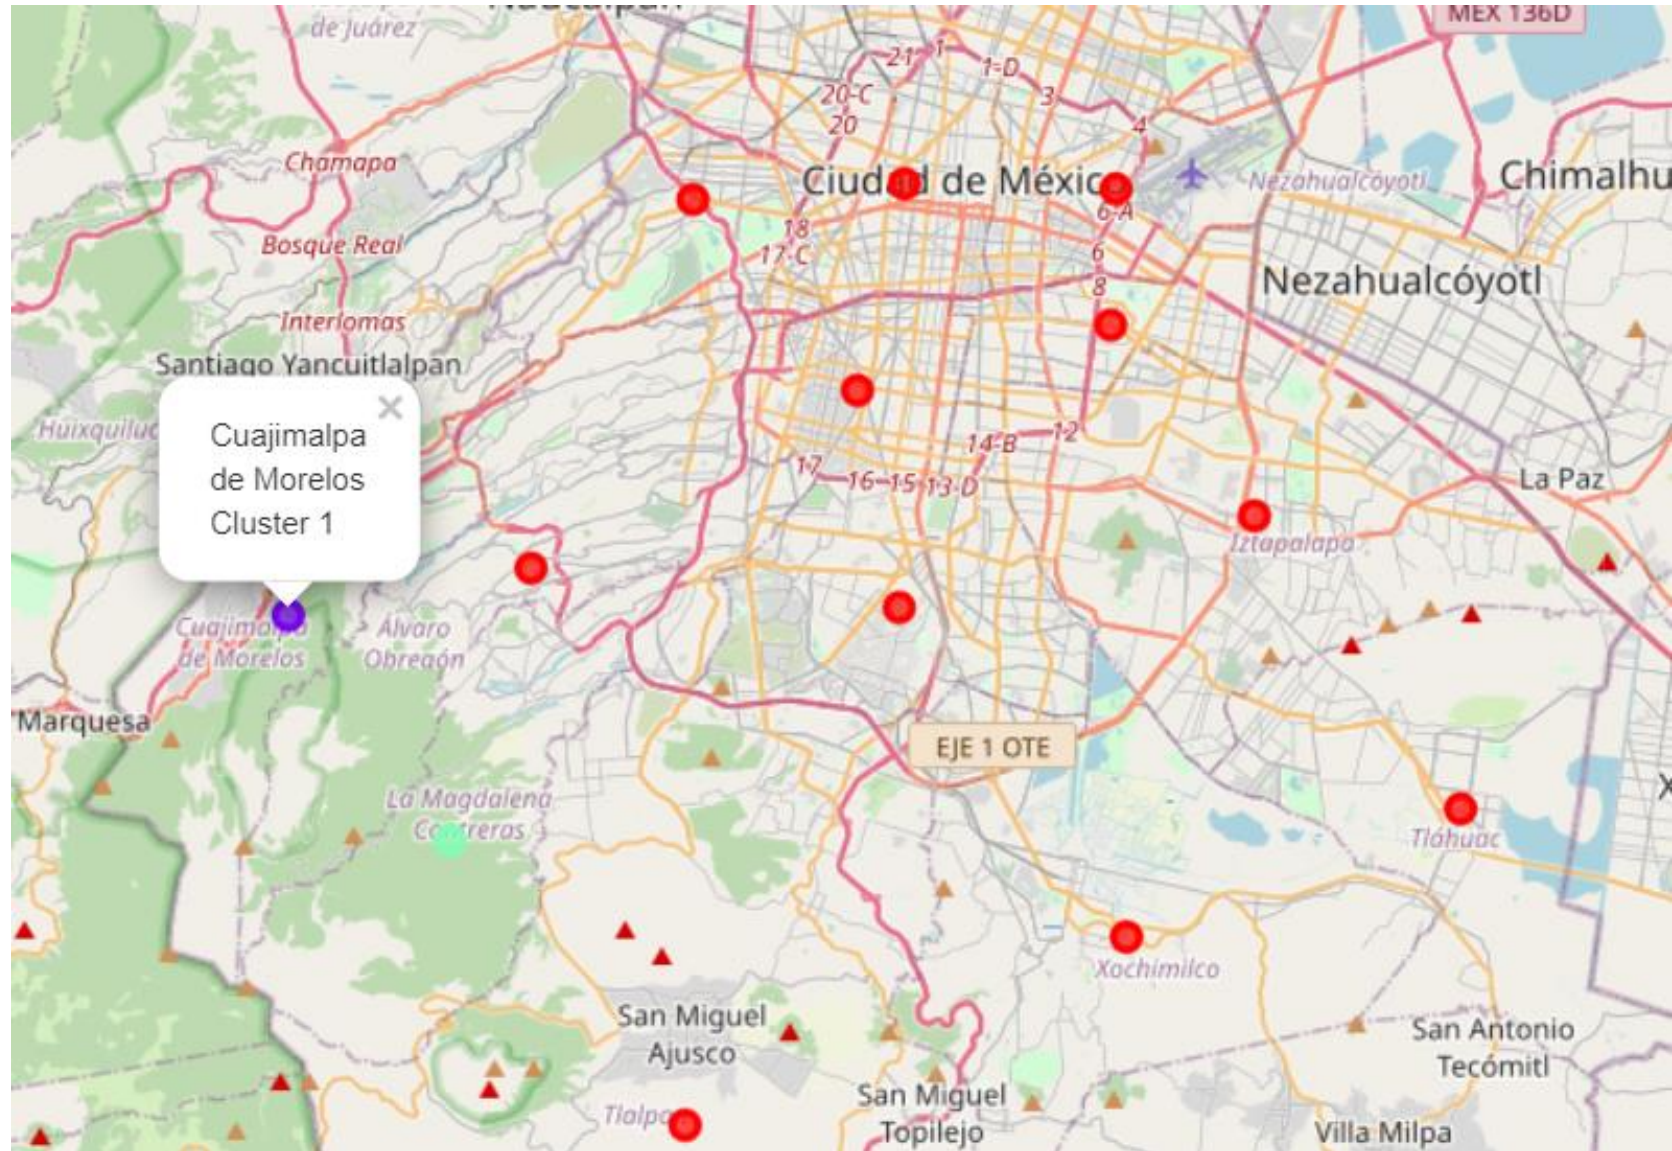 de Juárez
MEX 136D
21
1
1-D
20-C
3
20
4
Chamapa
Ciudad de México
Nezahualcóyotl
Chimalhu
6-A
18
Bosque Real
17-C
6
Nezahualcóyotl
8
Interlomas
Santiago Yancuitlalpan
Huixquiluc
Cuajimalpa
de Morelos
Cluster 1
×
12
14-B
17
16
15
13-D
La Paz
Iztapalapa
Cuajimalpa
de Morelos
Álvaro
Obregón
Marquesa
EJE 1 OTE
La Magdalena
Contreras
X
Tláhuac
Xochimilco
San Miguel
Ajusco
San Antonio
Tecómitl
Tlalpa
San Miguel
Topilejo
Villa Milpa